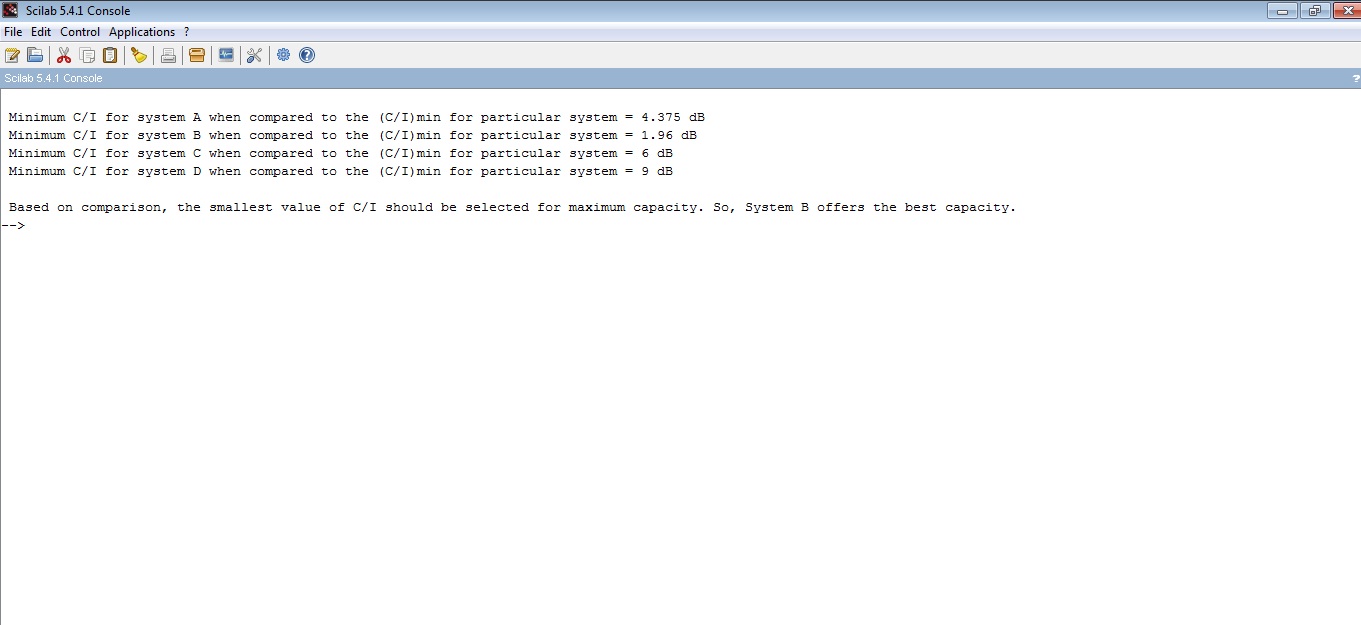 Scilab 5.4.1 Console
File Edit Control Applications ?
Scilab 5.4.1 Console ?
Minimum C/I for system A when compared to the (C/I)min for particular system = 4.375 dB
Minimum C/I for system B when compared to the (C/I)min for particular system = 1.96 dB
Minimum C/I for system C when compared to the (C/I)min for particular system = 6 dB
Minimum C/I for system D when compared to the (C/I)min for particular system = 9 dB
Based on comparison, the smallest value of C/I should be selected for maximum capacity. So, System B offers the best capacity.
-->